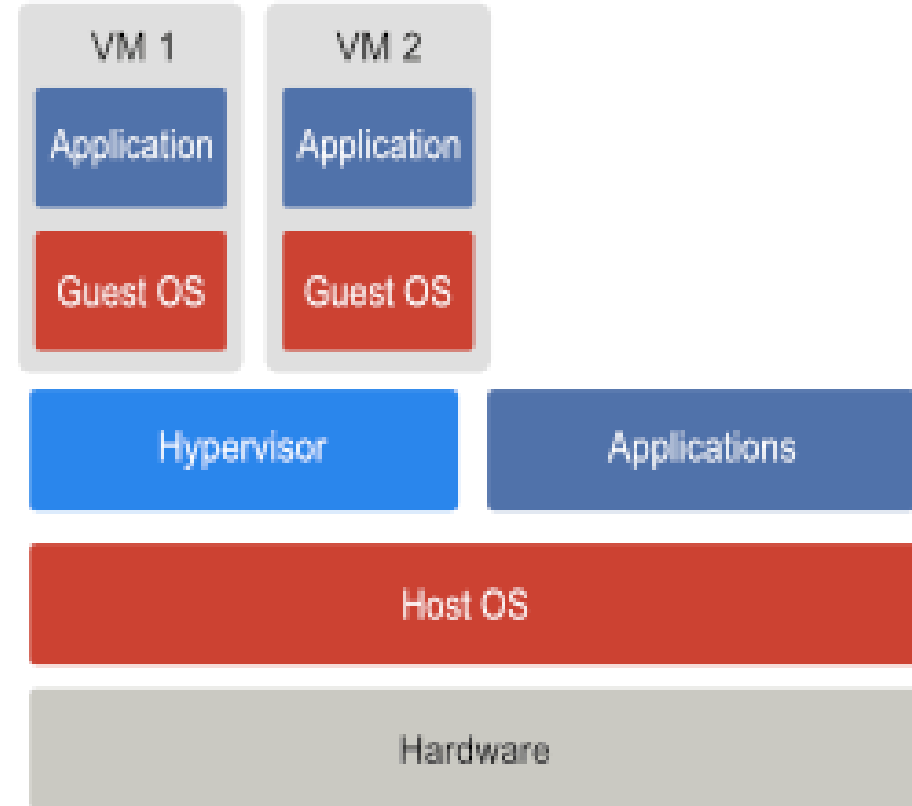 VM 1
VM 2
Application
Application
Guest OS
Guest OS
Hypervisor
Applications
Host OS
Hardware